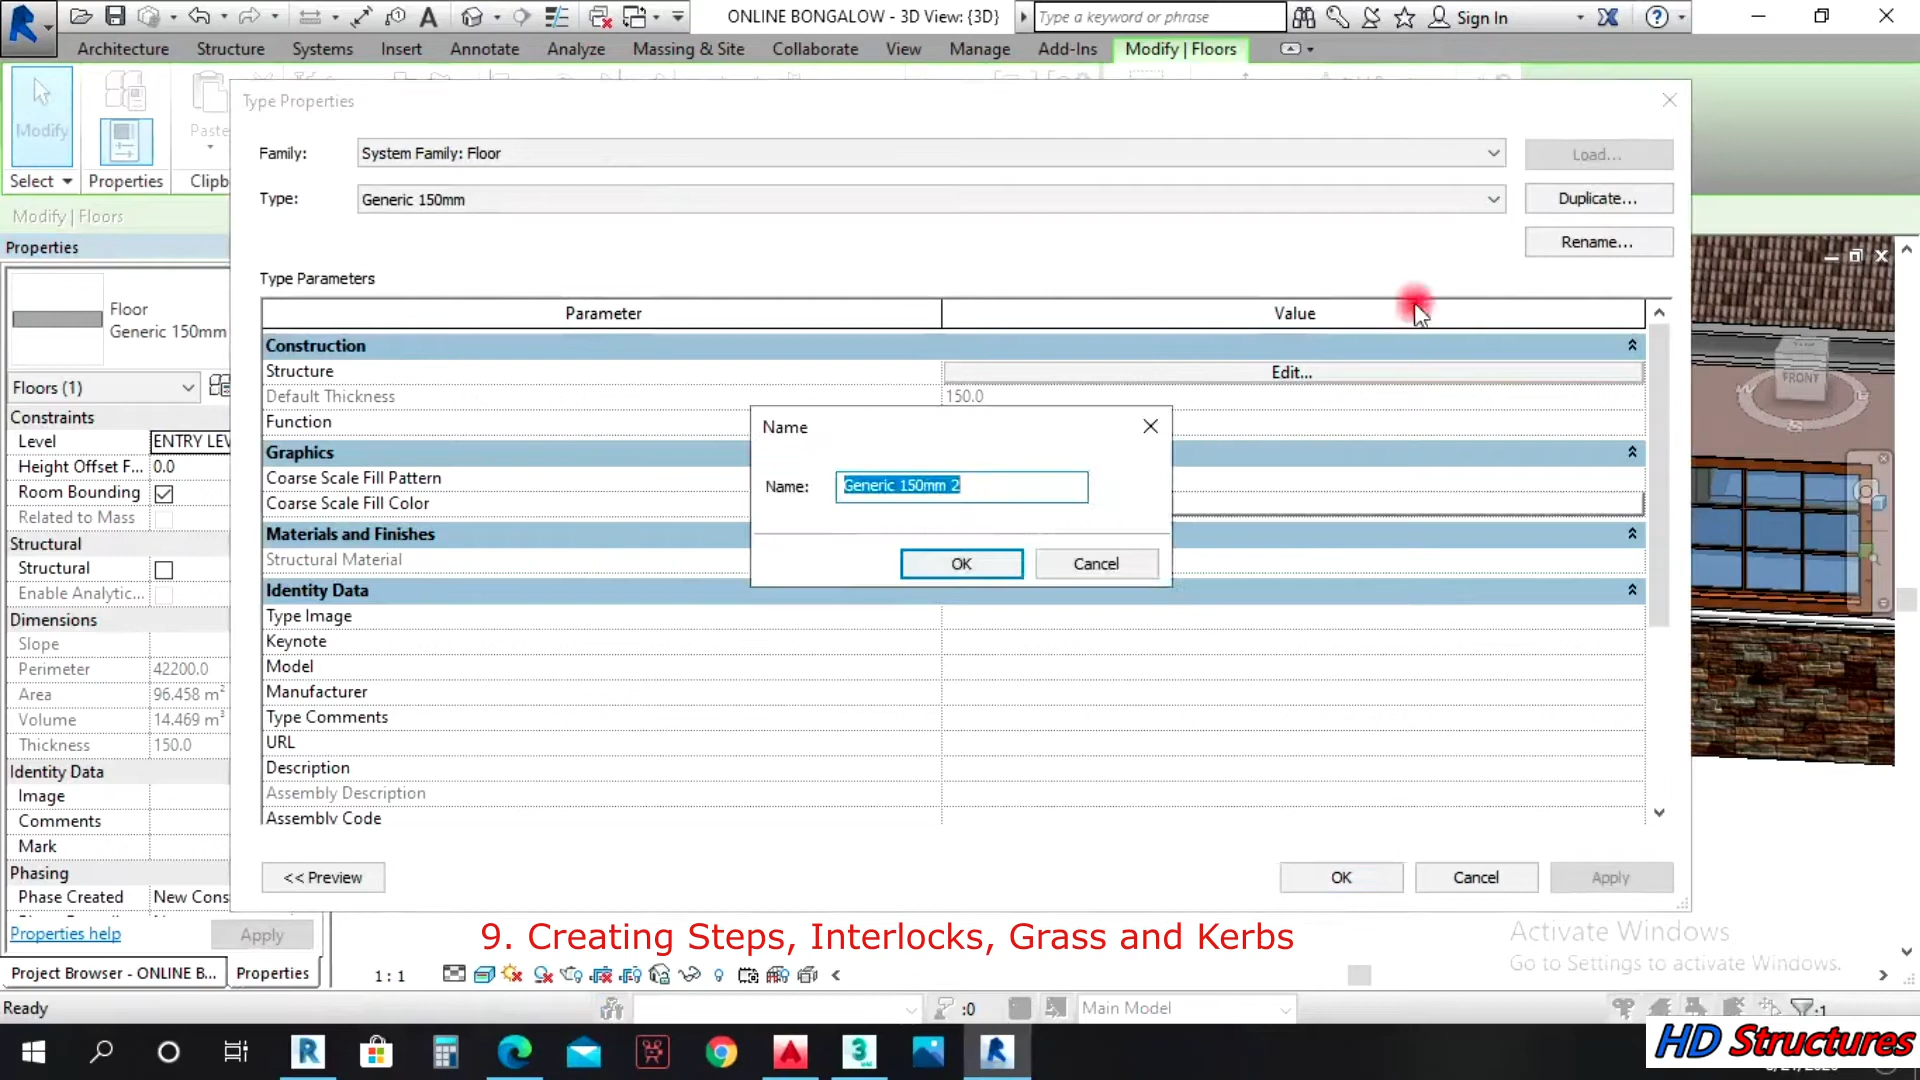 ONLINE BONGALOW - 3D View: {3D}
Type a keyword or phrase
Sign In
Architecture Structure Systems Insert Annotate Analyze Massing & Site Collaborate View Manage Add-Ins Modify | Floors
Modify
Paste
Select Properties Clipb
Modify | Floors
Type Properties
Family: System Family: Floor Load...
Type: Generic 150mm Duplicate...
Rename...
Type Parameters
Parameter Value
Construction
Structure Edit...
Default Thickness 150.0
Function
Graphics
Coarse Scale Fill Pattern
Coarse Scale Fill Color
Materials and Finishes
Structural Material
Identity Data
Type Image
Keynote
Model
Manufacturer
Type Comments
URL
Description
Assembly Description
Assembly Code
<< Preview OK Cancel Apply
Name
Name: Generic 150mm 2
OK Cancel
Properties
Floor
Generic 150mm
Floors (1)
Constraints
Level ENTRY LEV
Height Offset F... 0.0
Room Bounding
Related to Mass
Structural
Structural
Enable Analytic...
Dimensions
Slope
Perimeter 42200.0
Area 96.458 m²
Volume 14.469 m³
Thickness 150.0
Identity Data
Image
Comments
Mark
Phasing
Phase Created New Cons
Properties help Apply
Project Browser - ONLINE B... Properties
FRONT
9. Creating Steps, Interlocks, Grass and Kerbs
Activate Windows
Go to Settings to activate Windows.
1 : 1
Ready
:0
Main Model
:1
HD Structures